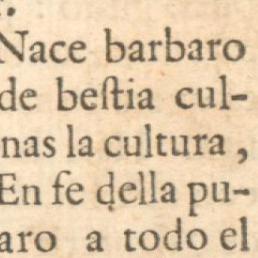 Nace barbaro
de beſtia cul-
nas la cultura,
En fe della pu-
aro a todo el